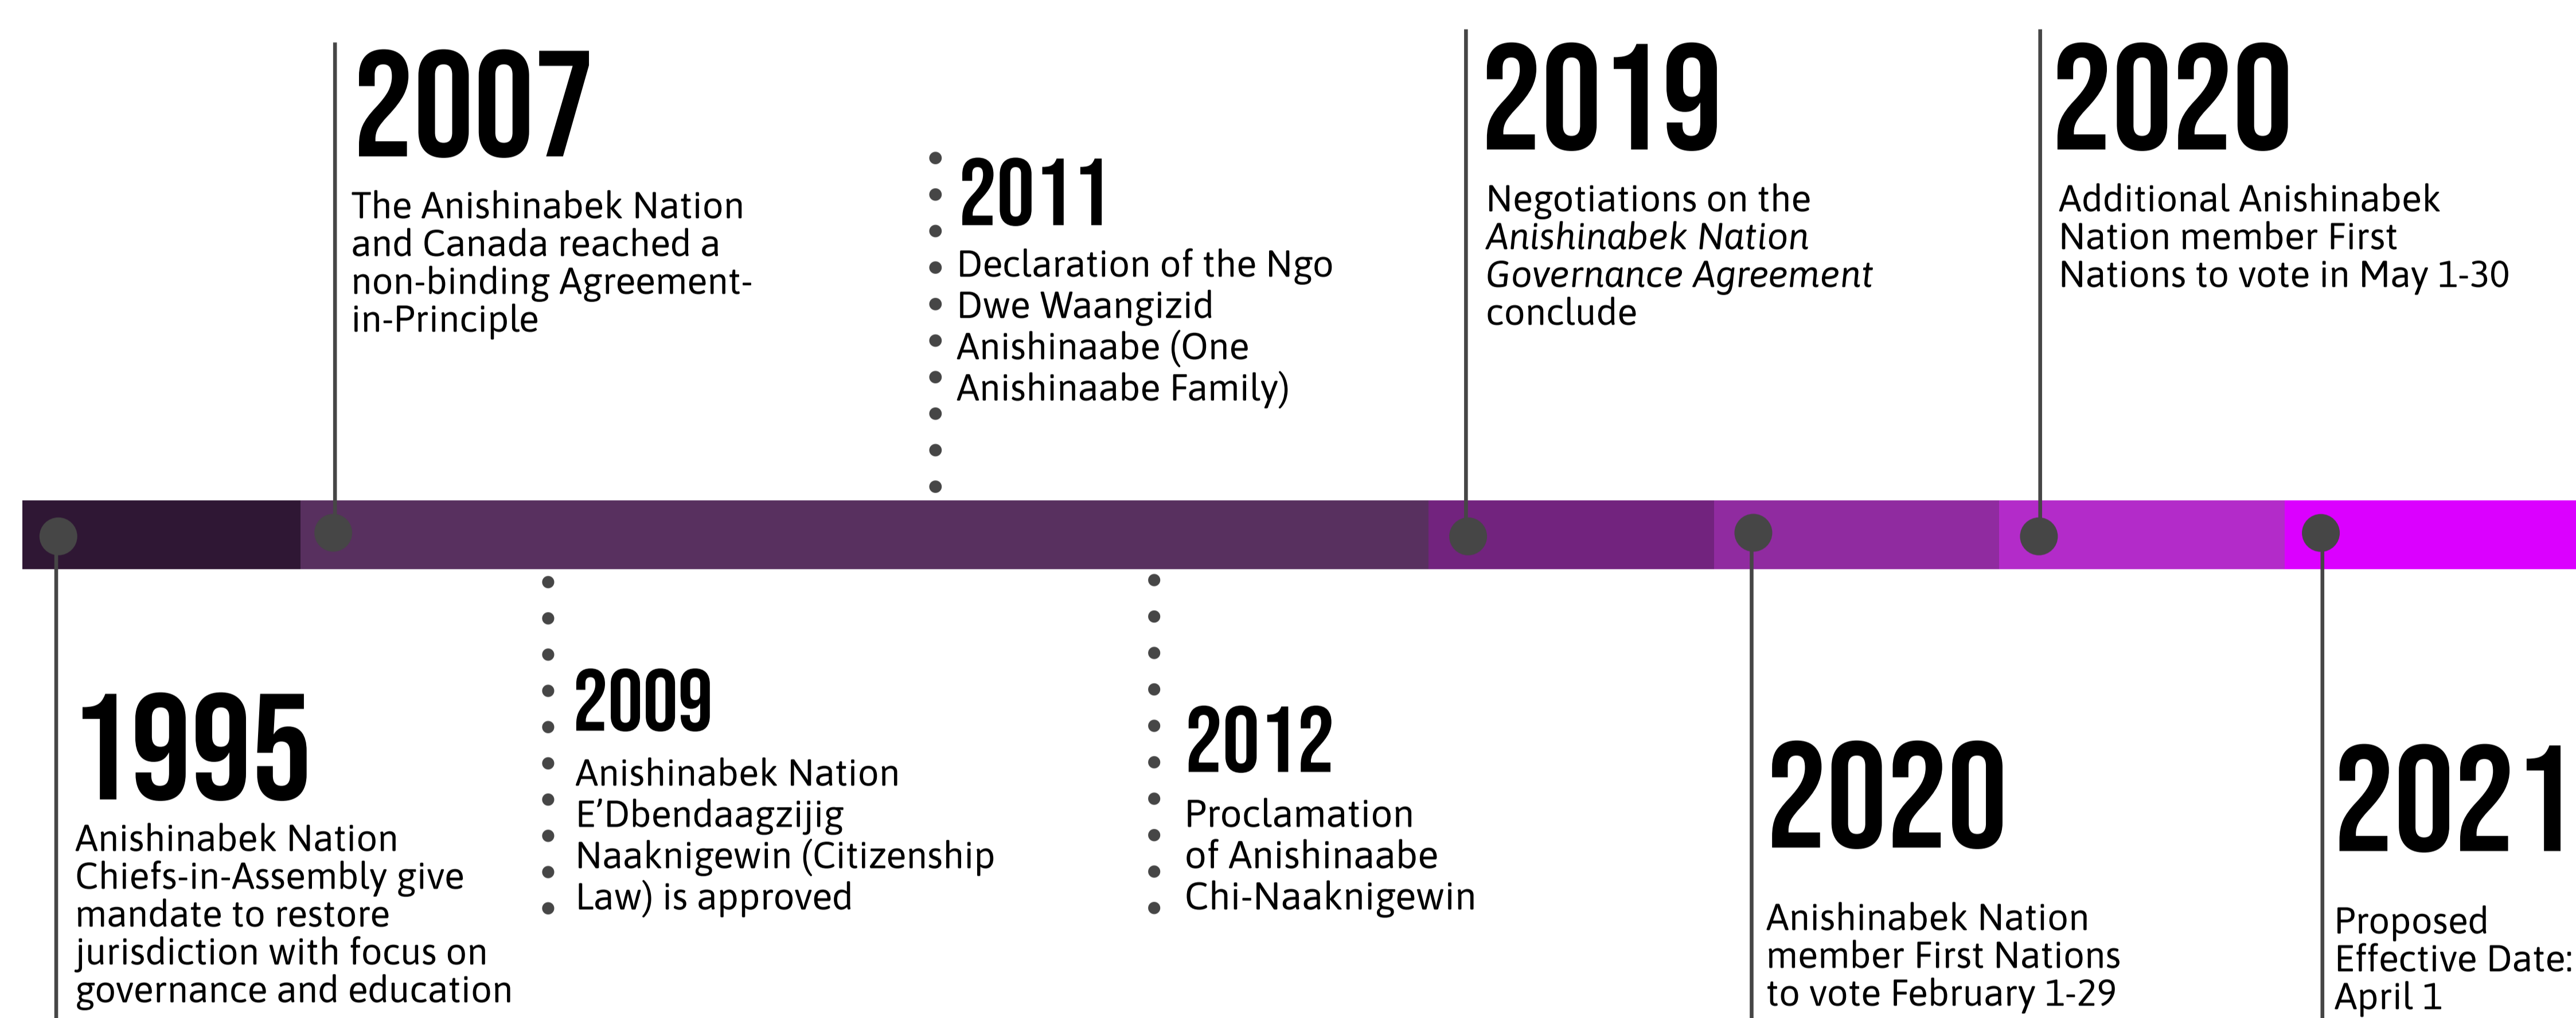 2007
The Anishinabek Nation
and Canada reached a
non-binding Agreement-
in-Principle
2011
Declaration of the Ngo
Dwe Waangizid
Anishinaabe (One
Anishinaabe Family)
2019
Negotiations on the
Anishinabek Nation
Governance Agreement
conclude
2020
Additional Anishinabek
Nation member First
Nations to vote in May 1-30
1995
Anishinabek Nation
Chiefs-in-Assembly give
mandate to restore
jurisdiction with focus on
governance and education
2009
Anishinabek Nation
E’Dbendaagzijig
Naaknigewin (Citizenship
Law) is approved
2012
Proclamation
of Anishinaabe
Chi-Naaknigewin
2020
Anishinabek Nation
member First Nations
to vote February 1-29
2021
Proposed
Effective Date:
April 1